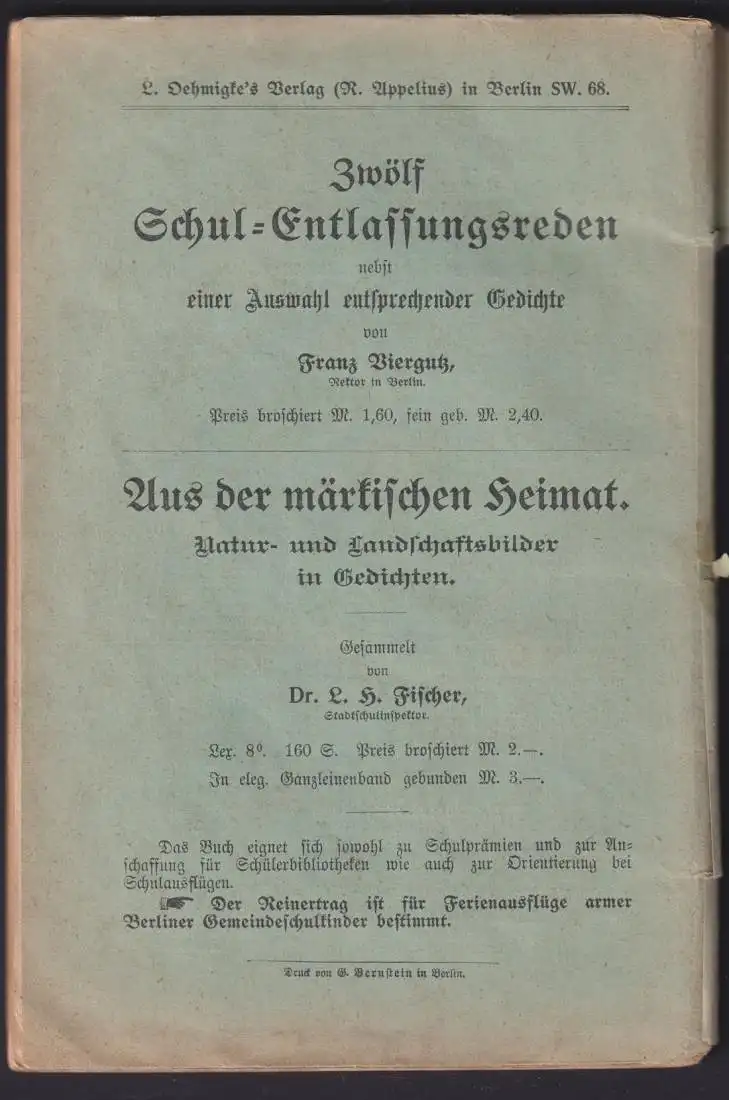 L. Oehmigke's Verlag (R. Appelius) in Berlin SW. 68.
Zwölf
Schul-Entlassungsreden
nebst
einer Auswahl entsprechender Gedichte
von
Franz Viergutz,
Rektor in Berlin.
Preis broschiert M. 1,60, fein geb. M. 2,40.
Aus der märkischen Heimat.
Natur- und Landschaftsbilder
in Gedichten.
Gesammelt
von
Dr. L. H. Fischer,
Stadtschulinspektor.
Lex. 8⁰. 160 S. Preis broschiert M. 2.—.
In eleg. Ganzleinenband gebunden M. 3.—.
Das Buch eignet sich sowohl zu Schulprämien und zur An-
schaffung für Schülerbibliotheken wie auch zur Orientierung bei
Schulausflügen.
☛ Der Reinertrag ist für Ferienausflüge armer
Berliner Gemeindeschulkinder bestimmt.
Druck von G. Bernstein in Berlin.